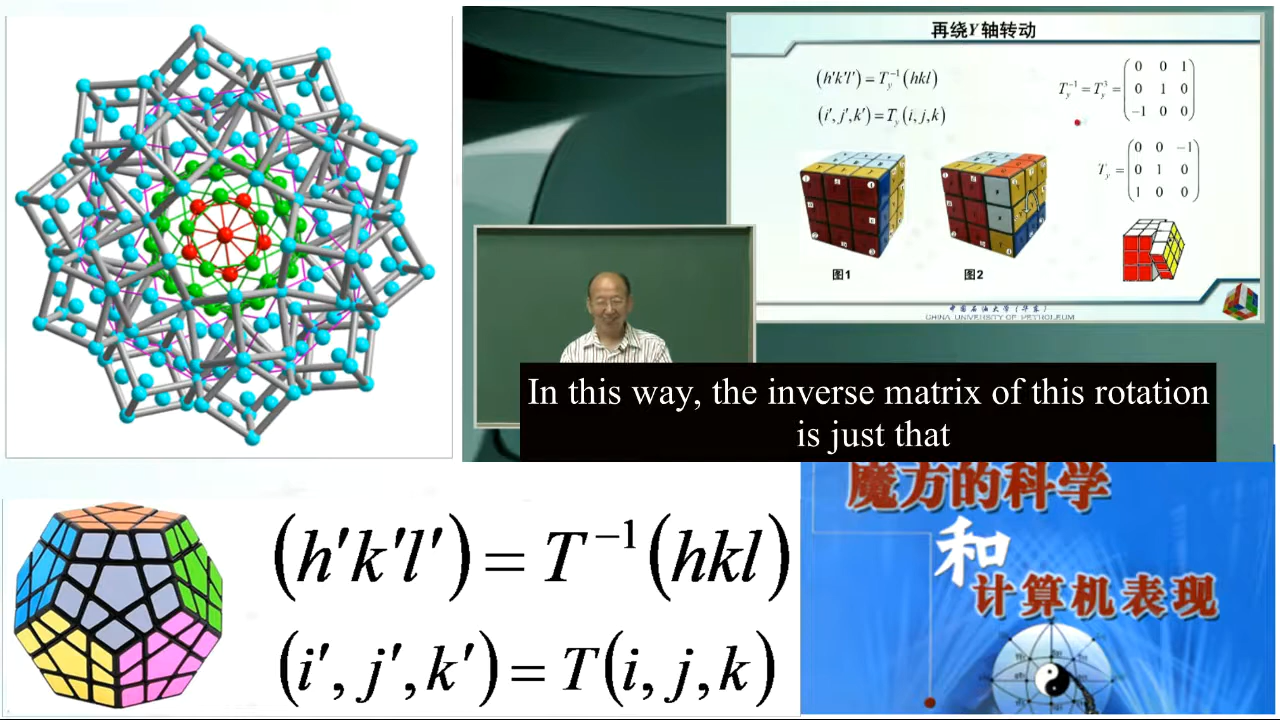 再绕Y轴转动
(h'k'l') = T_y^{-1}(hkl)
(i', j', k') = T_y(i, j, k)
T_y^{-1} = T_y^3 = ( 0 0 1
0 1 0
-1 0 0 )
T_y = ( 0 0 -1
0 1 0
1 0 0 )
图1
图2
中国石油大学(华东)
CHINA UNIVERSITY OF PETROLEUM
In this way, the inverse matrix of this rotation
is just that
(h'k'l') = T^{-1}(hkl)
(i', j', k') = T(i, j, k)
魔方的科学
和
计算机表现